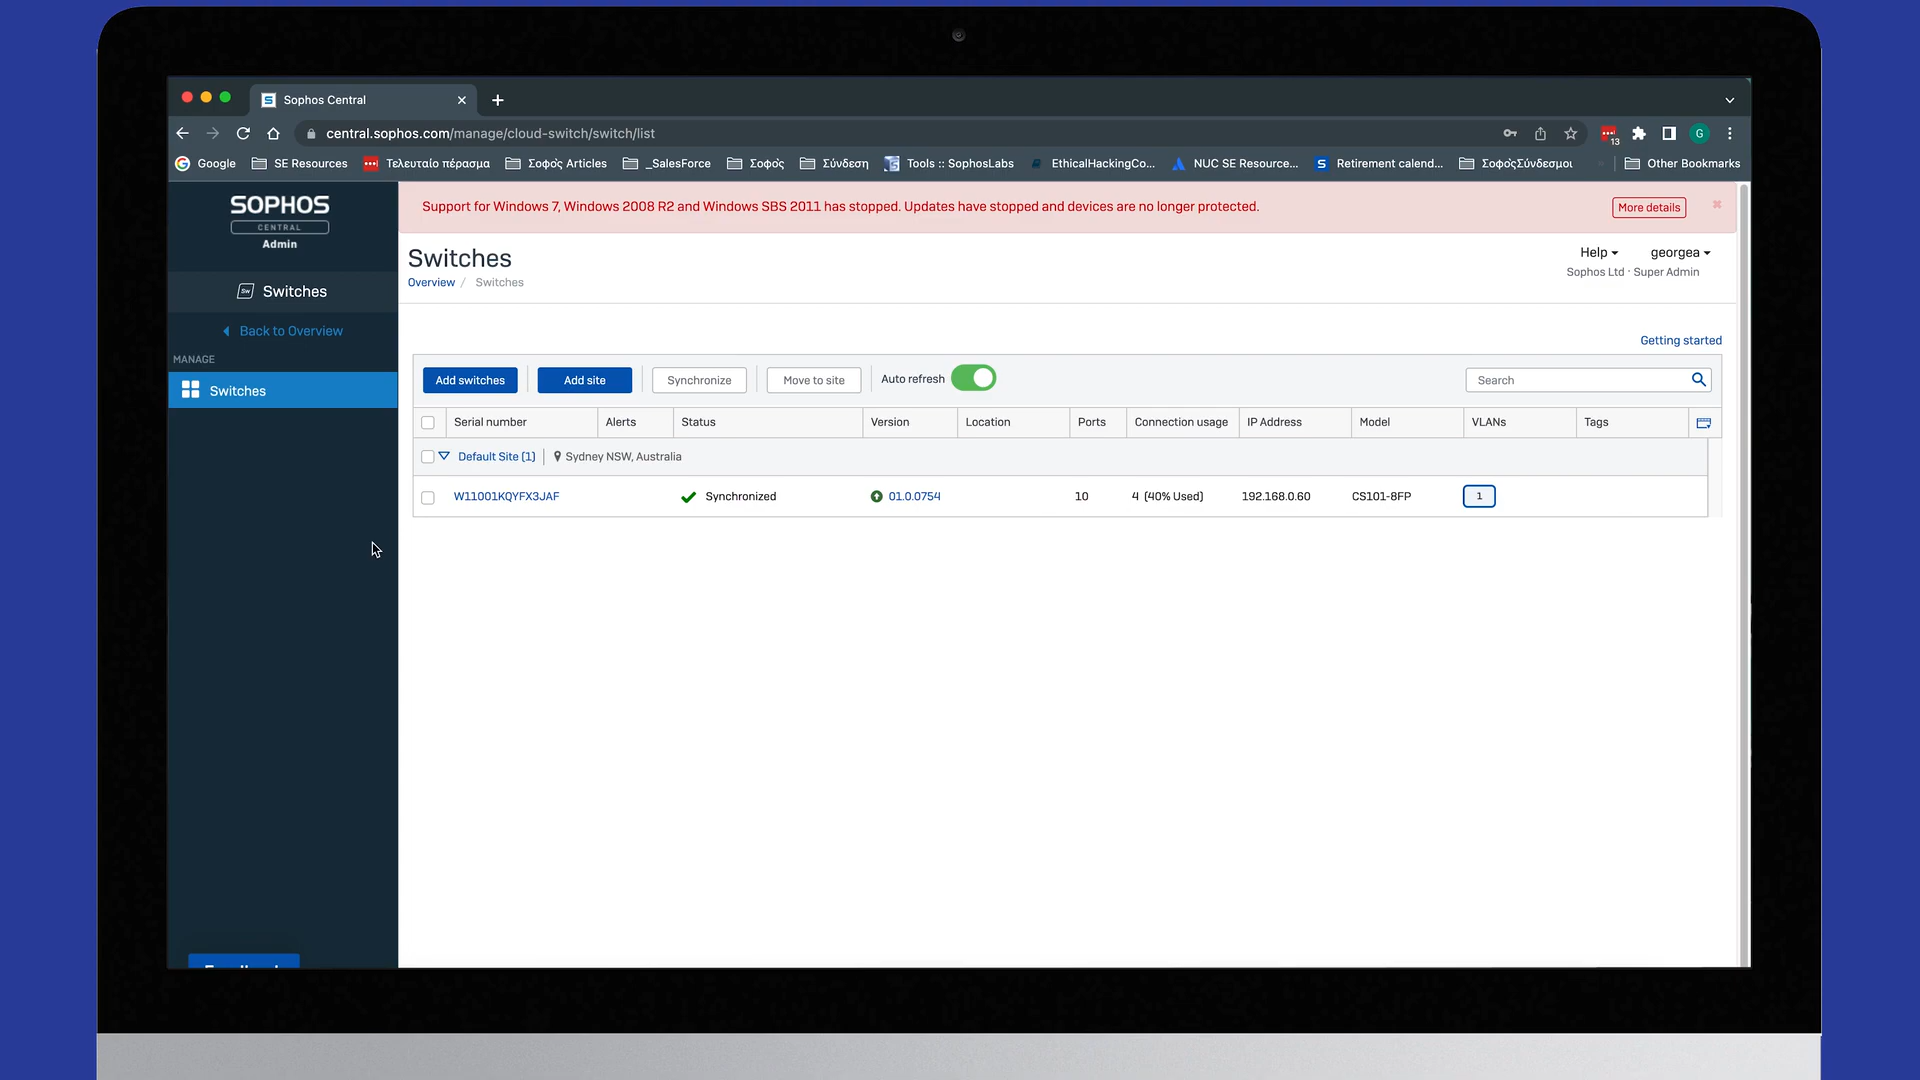 Sophos Central
central.sophos.com/manage/cloud-switch/switch/list
13
G
Google SE Resources Τελευταίο πέρασμα Σοφός Articles _SalesForce Σοφός Σύνδεση Tools :: SophosLabs EthicalHackingCo... NUC SE Resource... Retirement calend... ΣοφόςΣύνδεσμοι Other Bookmarks
SOPHOS
CENTRAL
Admin
Switches
Back to Overview
MANAGE
Switches
Support for Windows 7, Windows 2008 R2 and Windows SBS 2011 has stopped. Updates have stopped and devices are no longer protected.
More details
Switches
Overview / Switches
Help georgea
Sophos Ltd · Super Admin
Getting started
Add switches Add site Synchronize Move to site Auto refresh Search
Serial number Alerts Status Version Location Ports Connection usage IP Address Model VLANs Tags
Default Site (1) Sydney NSW, Australia
W11001KQYFX3JAF Synchronized 01.0.0754 10 4 (40% Used) 192.168.0.60 CS101-8FP 1